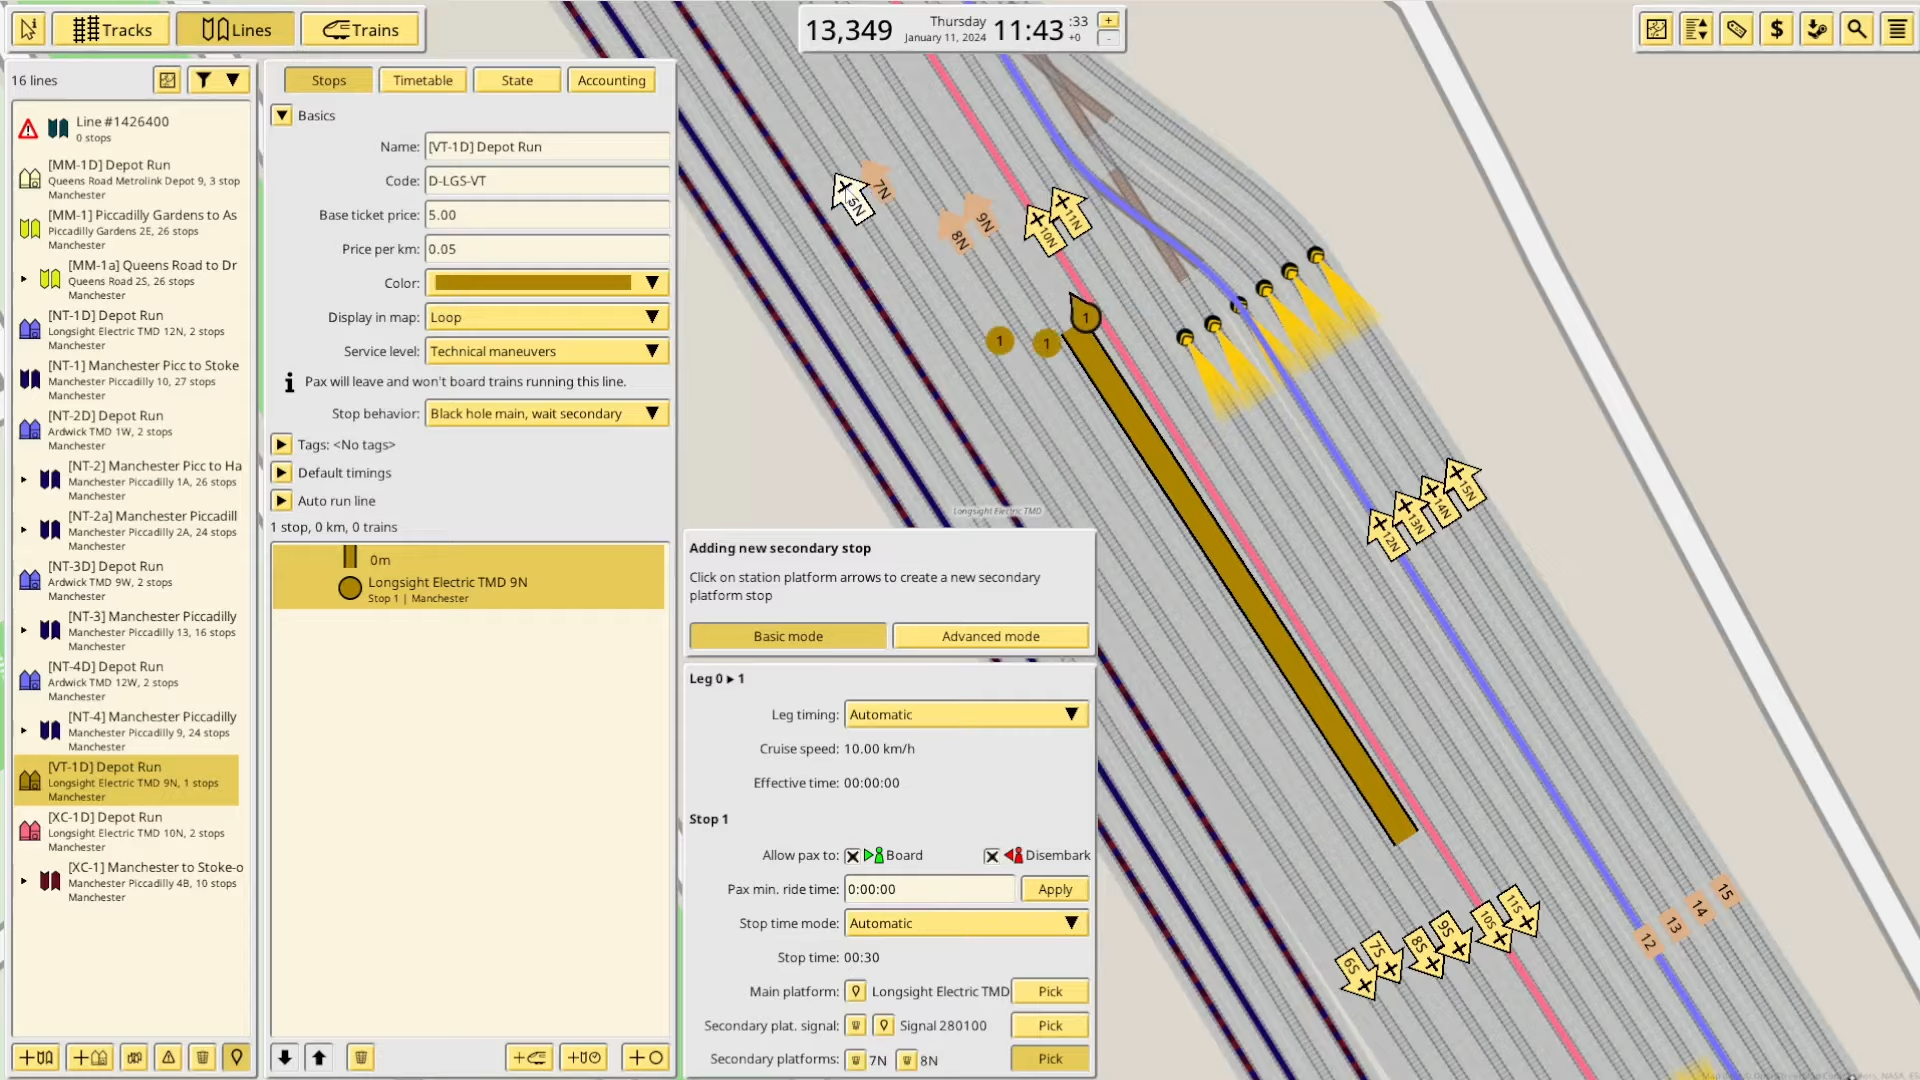 Tracks
Lines
Trains
13,349
Thursday
January 11, 2024
11:43
:33
+0
+
-
$
16 lines
Line #1426400
0 stops
[MM-1D] Depot Run
Queens Road Metrolink Depot 9, 3 stop
Manchester
[MM-1] Piccadilly Gardens to As
Piccadilly Gardens 2E, 26 stops
Manchester
[MM-1a] Queens Road to Dr
Queens Road 2S, 26 stops
Manchester
[NT-1D] Depot Run
Longsight Electric TMD 12N, 2 stops
Manchester
[NT-1] Manchester Picc to Stoke
Manchester Piccadilly 10, 27 stops
Manchester
[NT-2D] Depot Run
Ardwick TMD 1W, 2 stops
Manchester
[NT-2] Manchester Picc to Ha
Manchester Piccadilly 1A, 26 stops
Manchester
[NT-2a] Manchester Piccadill
Manchester Piccadilly 2A, 24 stops
Manchester
[NT-3D] Depot Run
Ardwick TMD 9W, 2 stops
Manchester
[NT-3] Manchester Piccadilly
Manchester Piccadilly 13, 16 stops
Manchester
[NT-4D] Depot Run
Ardwick TMD 12W, 2 stops
Manchester
[NT-4] Manchester Piccadilly
Manchester Piccadilly 9, 24 stops
Manchester
[VT-1D] Depot Run
Longsight Electric TMD 9N, 1 stops
Manchester
[XC-1D] Depot Run
Longsight Electric TMD 10N, 2 stops
Manchester
[XC-1] Manchester to Stoke-o
Manchester Piccadilly 4B, 10 stops
Manchester
Stops
Timetable
State
Accounting
Basics
Name: [VT-1D] Depot Run
Code: D-LGS-VT
Base ticket price: 5.00
Price per km: 0.05
Color:
Display in map: Loop
Service level: Technical maneuvers
Pax will leave and won't board trains running this line.
Stop behavior: Black hole main, wait secondary
Tags: <No tags>
Default timings
Auto run line
1 stop, 0 km, 0 trains
0m
Longsight Electric TMD 9N
Stop 1 | Manchester
Longsight Electric TMD
Adding new secondary stop
Click on station platform arrows to create a new secondary
platform stop
Basic mode
Advanced mode
Leg 0 ▸ 1
Leg timing: Automatic
Cruise speed: 10.00 km/h
Effective time: 00:00:00
Stop 1
Allow pax to: Board Disembark
Pax min. ride time: 0:00:00 Apply
Stop time mode: Automatic
Stop time: 00:30
Main platform: Longsight Electric TMD Pick
Secondary plat. signal: Signal 280100 Pick
Secondary platforms: 7N 8N Pick
5N
7N
8N
9N
10N
11N
1
1
1
12N
13N
14N
15N
6S
7S
8S
9S
10S
11S
12
13
14
15